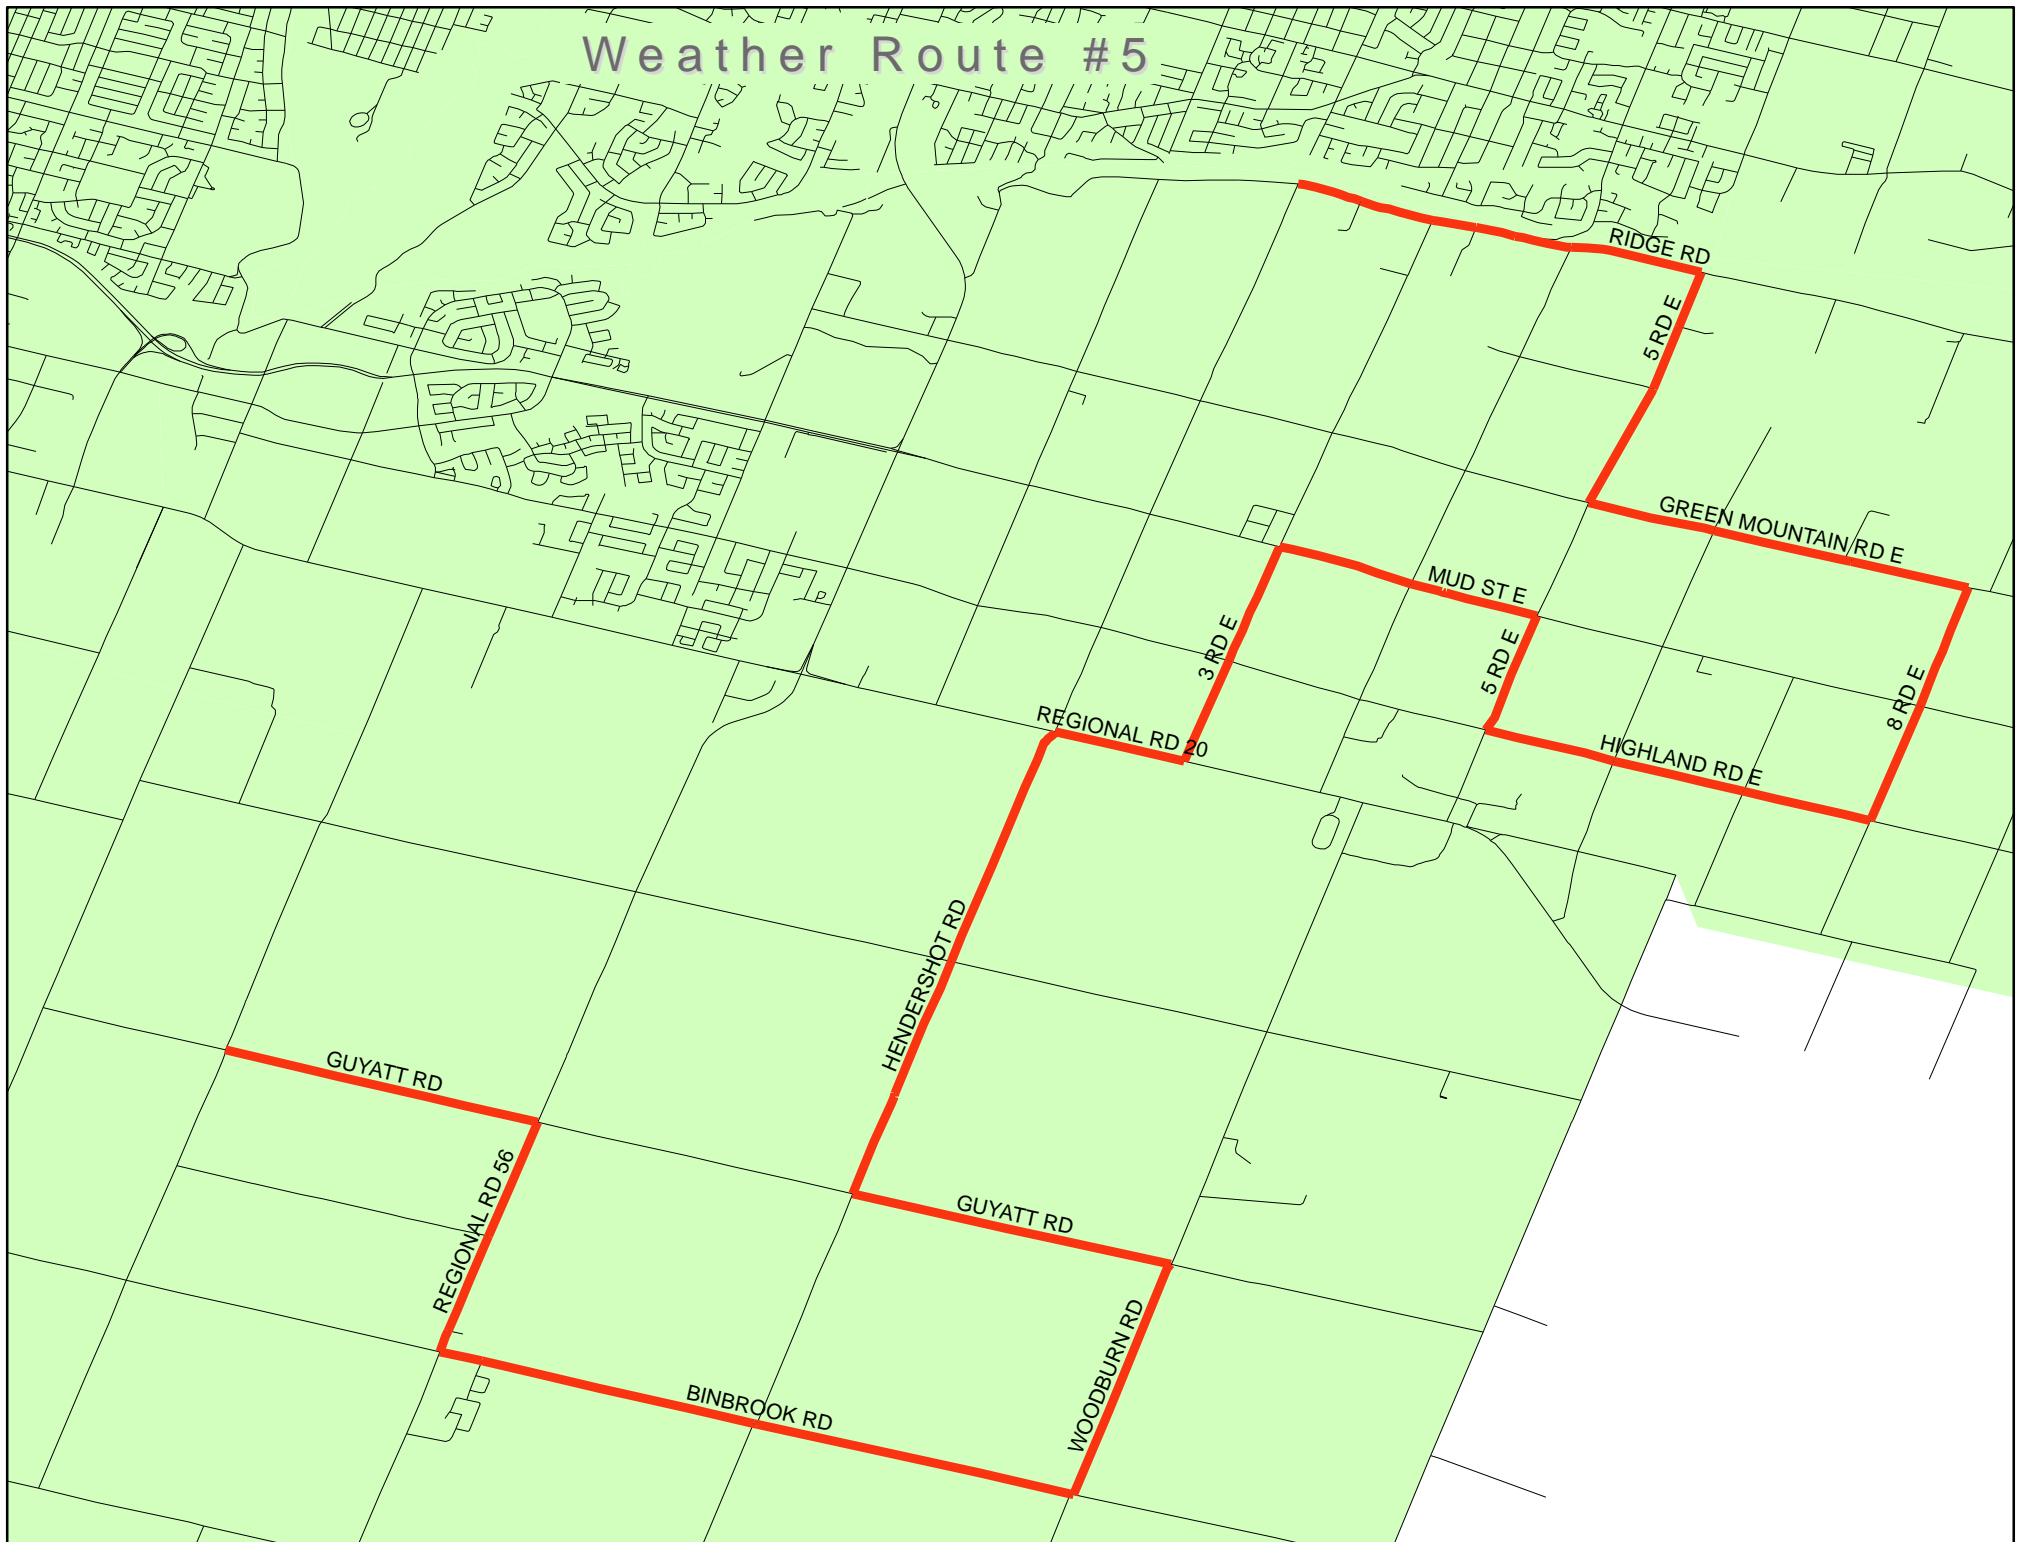 Weather Route #5
RIDGE RD
5 RD E
GREEN MOUNTAIN RD E
MUD ST E
3 RD E
5 RD E
8 RD E
REGIONAL RD 20
HIGHLAND RD E
HENDERSHOT RD
GUYATT RD
REGIONAL RD 56
GUYATT RD
WOODBURN RD
BINBROOK RD